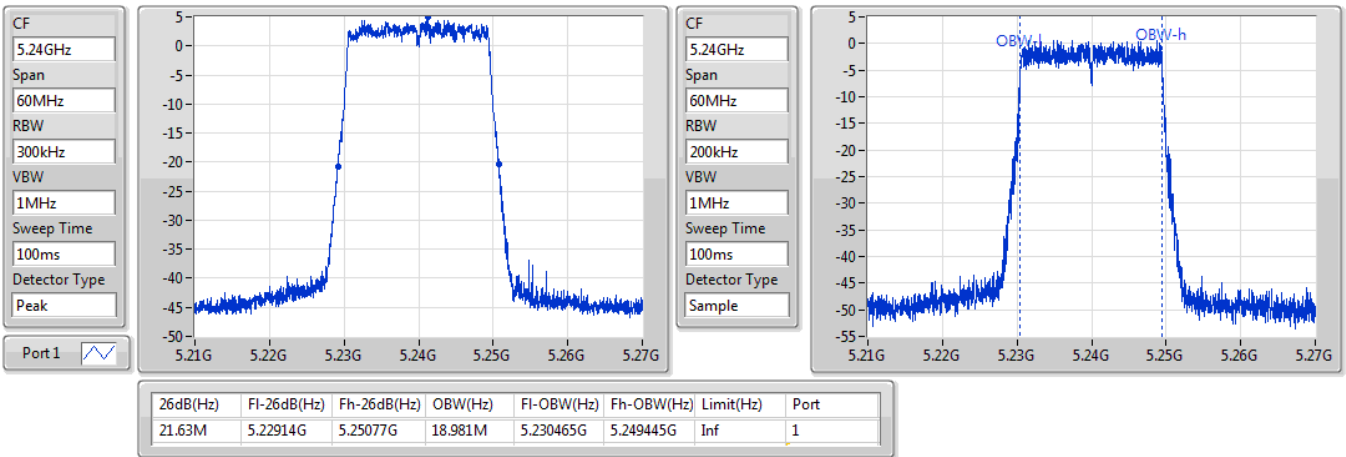 CF
5.24GHz
Span
60MHz
RBW
300kHz
VBW
1MHz
Sweep Time
100ms
Detector Type
Peak
Port 1
5-
0-
-5-
-10-
-15-
-20-
-25-
-30-
-35-
-40-
-45-
-50-
5.21G 5.22G 5.23G 5.24G 5.25G 5.26G 5.27G
CF
5.24GHz
Span
60MHz
RBW
200kHz
VBW
1MHz
Sweep Time
100ms
Detector Type
Sample
5-
0-
-5-
-10-
-15-
-20-
-25-
-30-
-35-
-40-
-45-
-50-
-55-
OBW-l OBW-h
5.21G 5.22G 5.23G 5.24G 5.25G 5.26G 5.27G
26dB(Hz) Fl-26dB(Hz) Fh-26dB(Hz) OBW(Hz) Fl-OBW(Hz) Fh-OBW(Hz) Limit(Hz) Port
21.63M 5.22914G 5.25077G 18.981M 5.230465G 5.249445G Inf 1